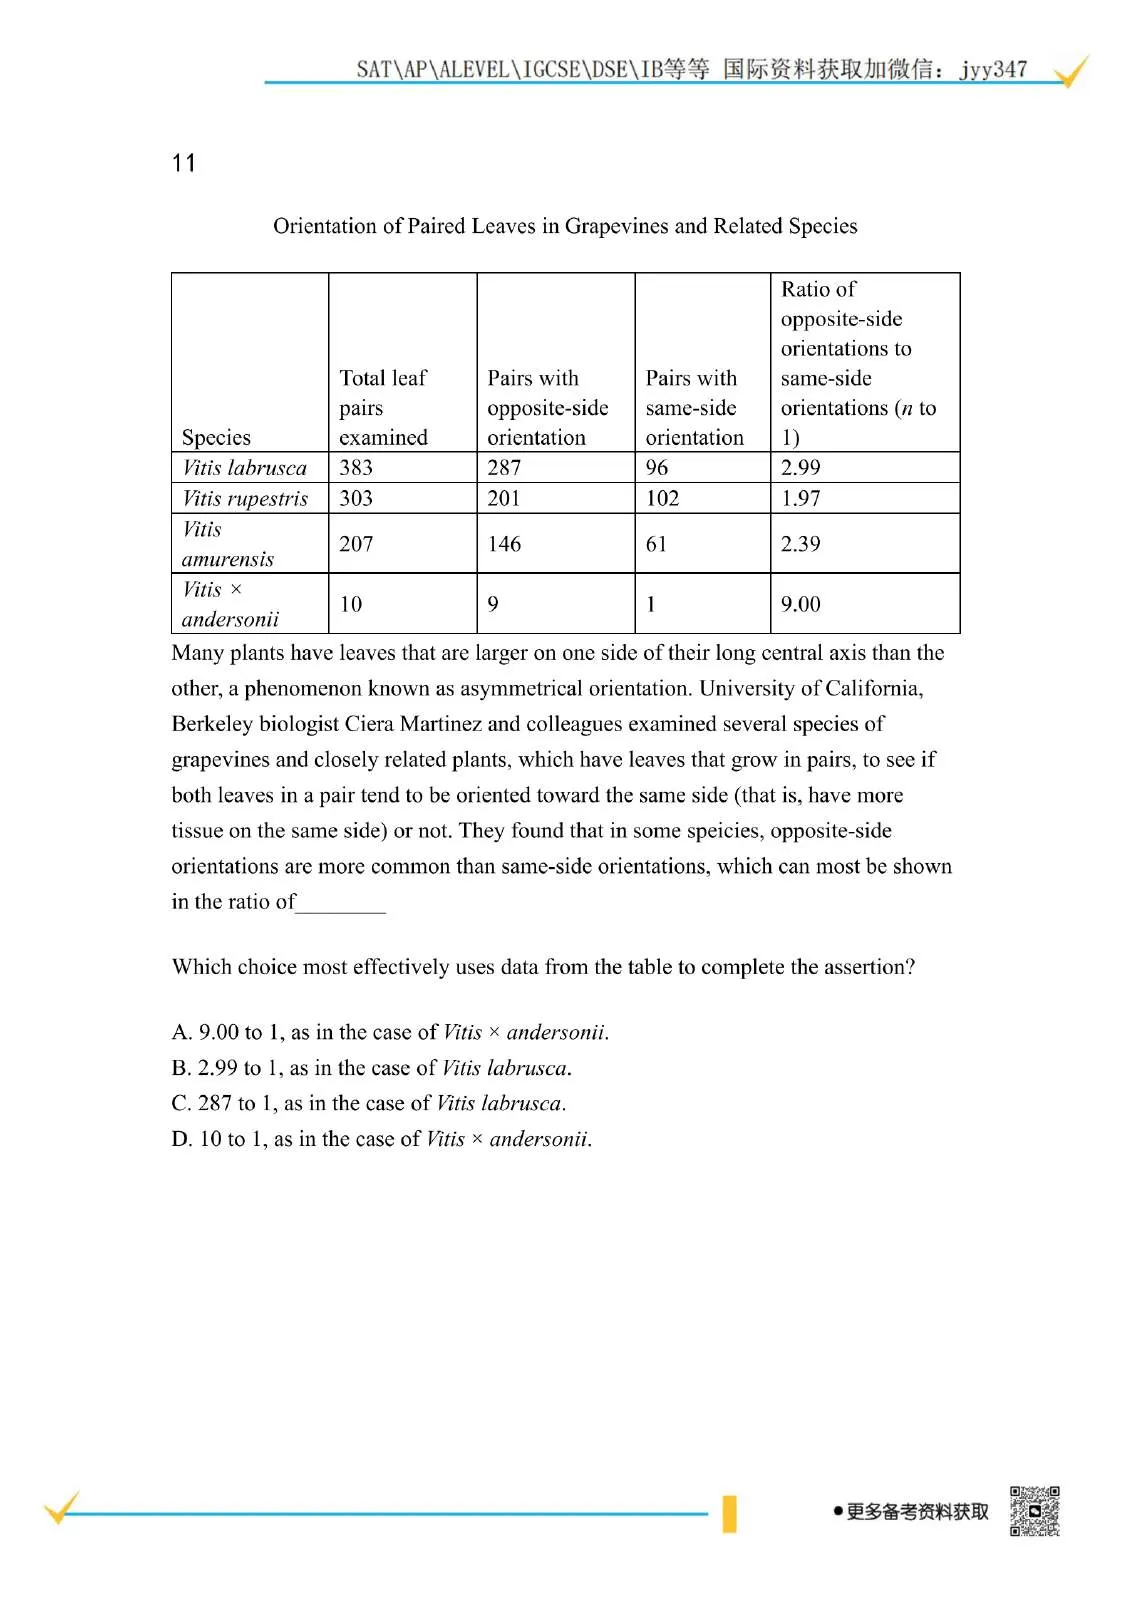 SAT\AP\ALEVEL\IGCSE\DSE\IB等等 国际资料获取加微信：jyy347
11
Orientation of Paired Leaves in Grapevines and Related Species
Species
Total leaf
pairs
examined
Pairs with
opposite-side
orientation
Pairs with
same-side
orientation
Ratio of
opposite-side
orientations to
same-side
orientations (n to
1)
Vitis labrusca 383 287 96 2.99
Vitis rupestris 303 201 102 1.97
Vitis
amurensis
207 146 61 2.39
Vitis ×
andersonii
10 9 1 9.00
Many plants have leaves that are larger on one side of their long central axis than the
other, a phenomenon known as asymmetrical orientation. University of California,
Berkeley biologist Ciera Martinez and colleagues examined several species of
grapevines and closely related plants, which have leaves that grow in pairs, to see if
both leaves in a pair tend to be oriented toward the same side (that is, have more
tissue on the same side) or not. They found that in some speicies, opposite-side
orientations are more common than same-side orientations, which can most be shown
in the ratio of________
Which choice most effectively uses data from the table to complete the assertion?
A. 9.00 to 1, as in the case of Vitis × andersonii.
B. 2.99 to 1, as in the case of Vitis labrusca.
C. 287 to 1, as in the case of Vitis labrusca.
D. 10 to 1, as in the case of Vitis × andersonii.
●更多备考资料获取